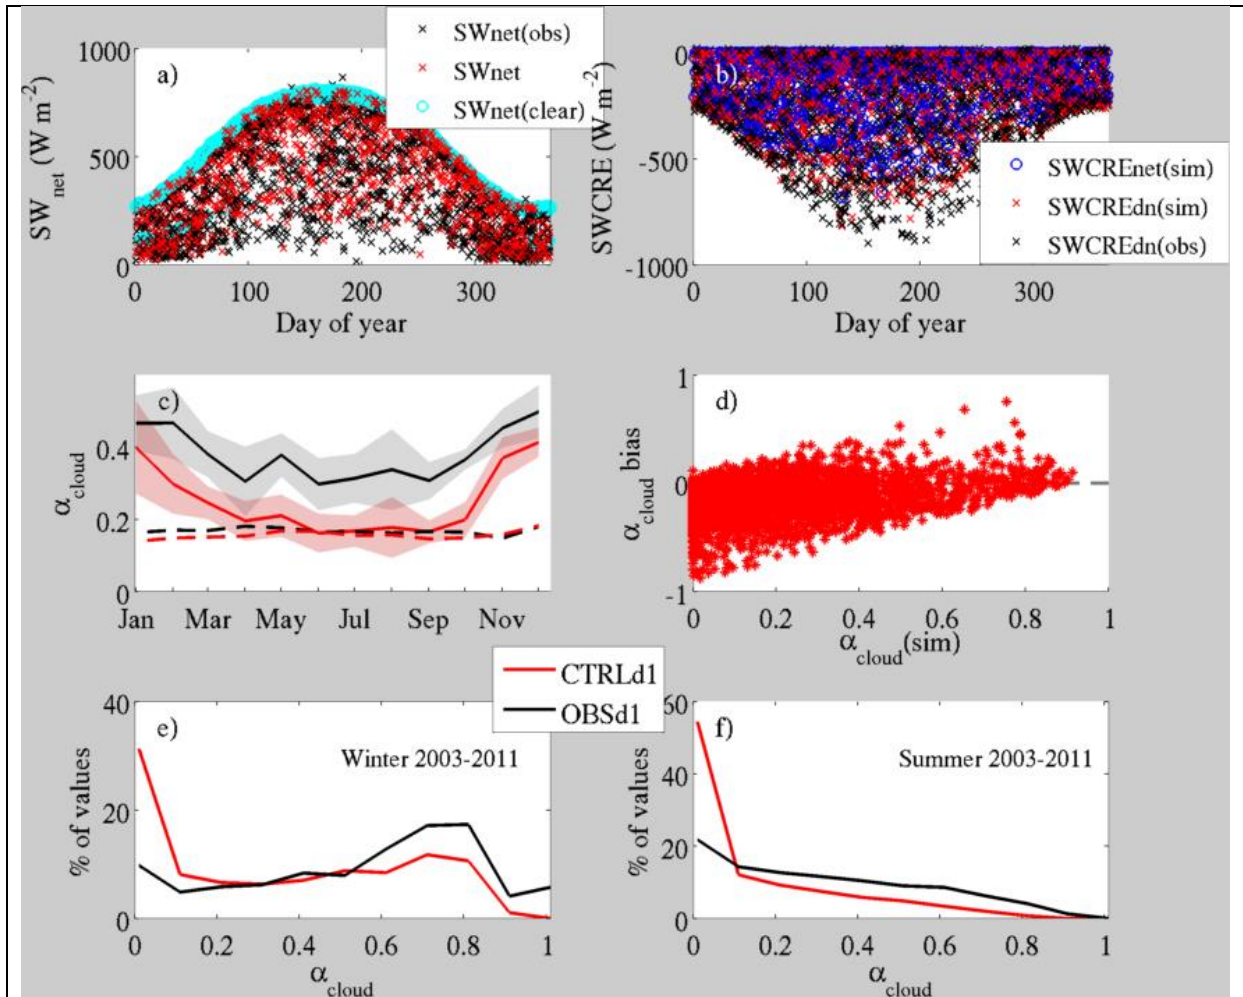 SWnet(obs)
SWnet
SWnet(clear)
a)
SW_net (W m^-2)
1000
500
0
0 100 200 300
Day of year
b)
SWCRE (W m^-2)
0
-500
-1000
SWCREnet(sim)
SWCREdn(sim)
SWCREdn(obs)
0 100 200 300
Day of year
c)
α_cloud
0.4
0.2
0
Jan Mar May Jul Sep Nov
d)
α_cloud bias
1
0
-1
0 0.2 0.4 0.6 0.8 1
α_cloud(sim)
CTRLd1
OBSd1
e)
Winter 2003-2011
% of values
40
20
0
0 0.2 0.4 0.6 0.8 1
α_cloud
f)
Summer 2003-2011
% of values
60
40
20
0
0 0.2 0.4 0.6 0.8 1
α_cloud